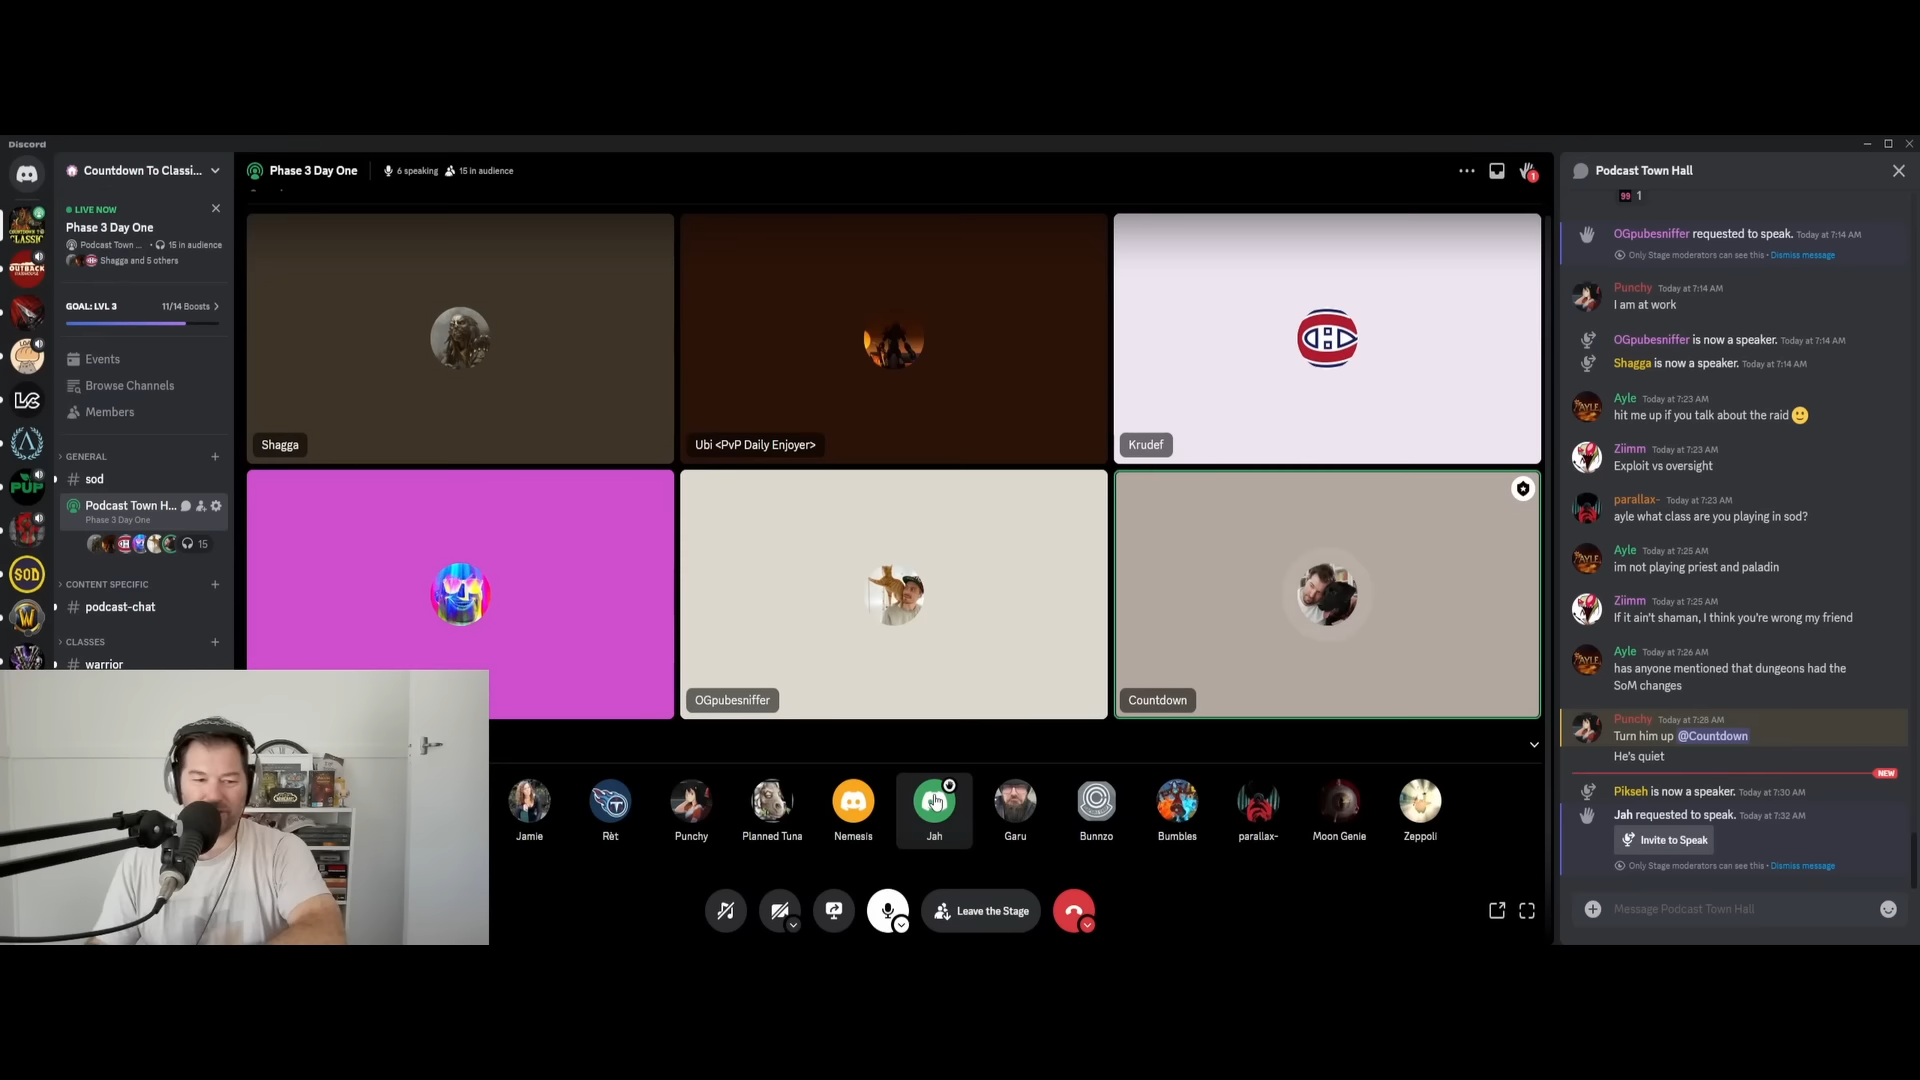 Discord
Countdown To Classi...
LIVE NOW
Phase 3 Day One
Podcast Town ... • 15 in audience
Shagga and 5 others
GOAL: LVL 3 11/14 Boosts
Events
Browse Channels
Members
GENERAL
# sod
Podcast Town H...
Phase 3 Day One
15
CONTENT SPECIFIC
# podcast-chat
CLASSES
# warrior
COUNTDOWN TO CLASSIC
OUTBACK
LC
PUP
SOD
Phase 3 Day One
6 speaking 15 in audience
1
Shagga
Ubi <PvP Daily Enjoyer>
Krudef
OGpubesniffer
Countdown
Jamie
Rèt
Punchy
Planned Tuna
Nemesis
Jah
Garu
Bunnzo
Bumbles
parallax-
Moon Genie
Zeppoli
Leave the Stage
Podcast Town Hall
99 1
OGpubesniffer requested to speak. Today at 7:14 AM
Only Stage moderators can see this • Dismiss message
Punchy Today at 7:14 AM
I am at work
OGpubesniffer is now a speaker. Today at 7:14 AM
Shagga is now a speaker. Today at 7:14 AM
Ayle Today at 7:23 AM
hit me up if you talk about the raid 🙂
Ziimm Today at 7:23 AM
Exploit vs oversight
parallax- Today at 7:23 AM
ayle what class are you playing in sod?
Ayle Today at 7:25 AM
im not playing priest and paladin
Ziimm Today at 7:25 AM
If it ain't shaman, I think you're wrong my friend
Ayle Today at 7:26 AM
has anyone mentioned that dungeons had the
SoM changes
Punchy Today at 7:28 AM
Turn him up @Countdown
He's quiet
NEW
Pikseh is now a speaker. Today at 7:30 AM
Jah requested to speak. Today at 7:32 AM
Invite to Speak
Only Stage moderators can see this • Dismiss message
Message Podcast Town Hall